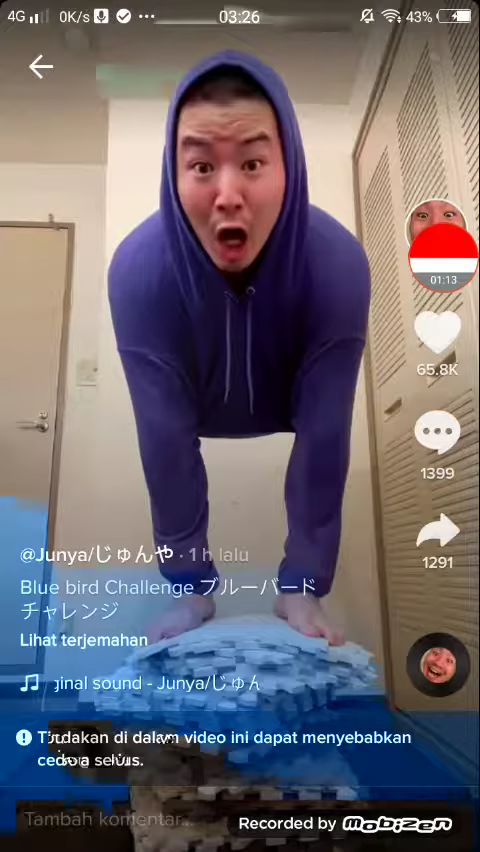 4G 0K/s 03:26 43%
01:13
65.8K
1399
1291
@Junya/じゅんや · 1 h lalu
Blue bird Challenge ブルーバード
チャレンジ
Lihat terjemahan
ginal sound - Junya/じゅん
Tindakan di dalam video ini dapat menyebabkan
cedera serius.
Tambah komentar...
Recorded by mobizen